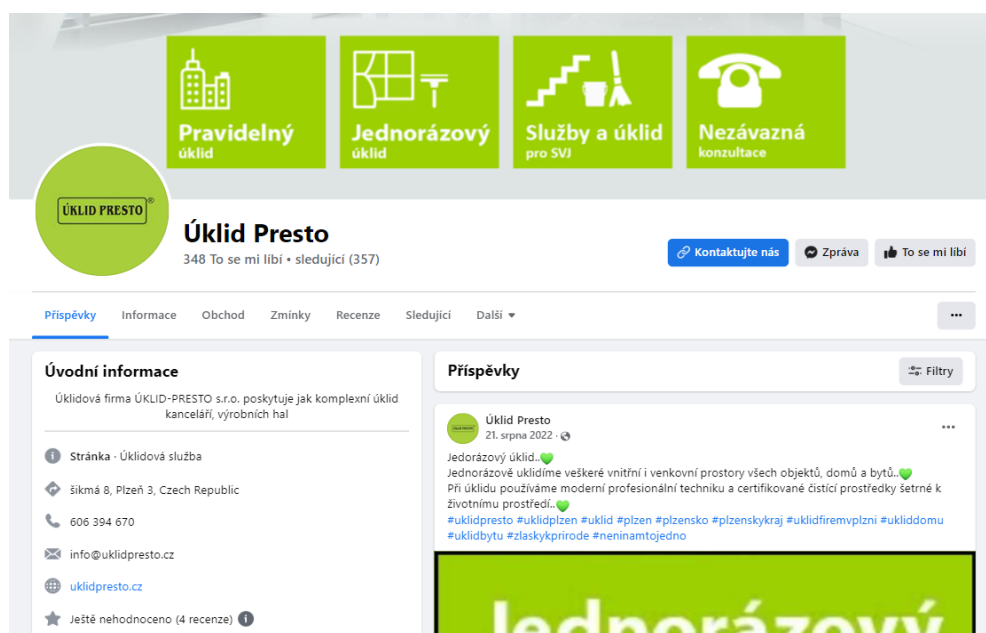 Pravidelný
úklid
Jednorázový
úklid
Služby a úklid
pro SVJ
Nezávazná
konzultace
ÚKLID PRESTO®
Úklid Presto
348 To se mi líbí • sledující (357)
Kontaktujte nás
Zpráva
To se mi líbí
Příspěvky
Informace
Obchod
Zmínky
Recenze
Sledující
Další
Úvodní informace
Úklidová firma ÚKLID-PRESTO s.r.o. poskytuje jak komplexní úklid
kanceláří, výrobních hal
Stránka · Úklidová služba
šikmá 8, Plzeň 3, Czech Republic
606 394 670
info@uklidpresto.cz
uklidpresto.cz
Ještě nehodnoceno (4 recenze)
Příspěvky
Filtry
Úklid Presto
21. srpna 2022 ·
Jedorázový úklid..
Jednorázově uklidíme veškeré vnitřní i venkovní prostory všech objektů, domů a bytů..
Při úklidu používáme moderní profesionální techniku a certifikované čistící prostředky šetrné k
životnímu prostředí..
#uklidpresto #uklidplzen #uklid #plzen #plzensko #plzenskykraj #uklidfiremvplzni #ukliddomu
#uklidbytu #zlaskykprirode #neninamtojedno
Jednorázový